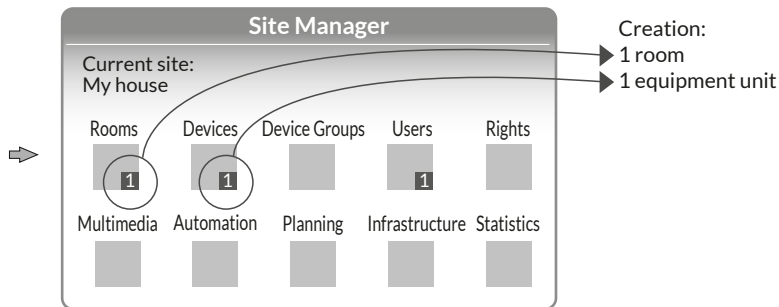 Site Manager
Current site:
My house
Creation:
1 room
1 equipment unit
Rooms Devices Device Groups Users Rights
1 1 1
Multimedia Automation Planning Infrastructure Statistics